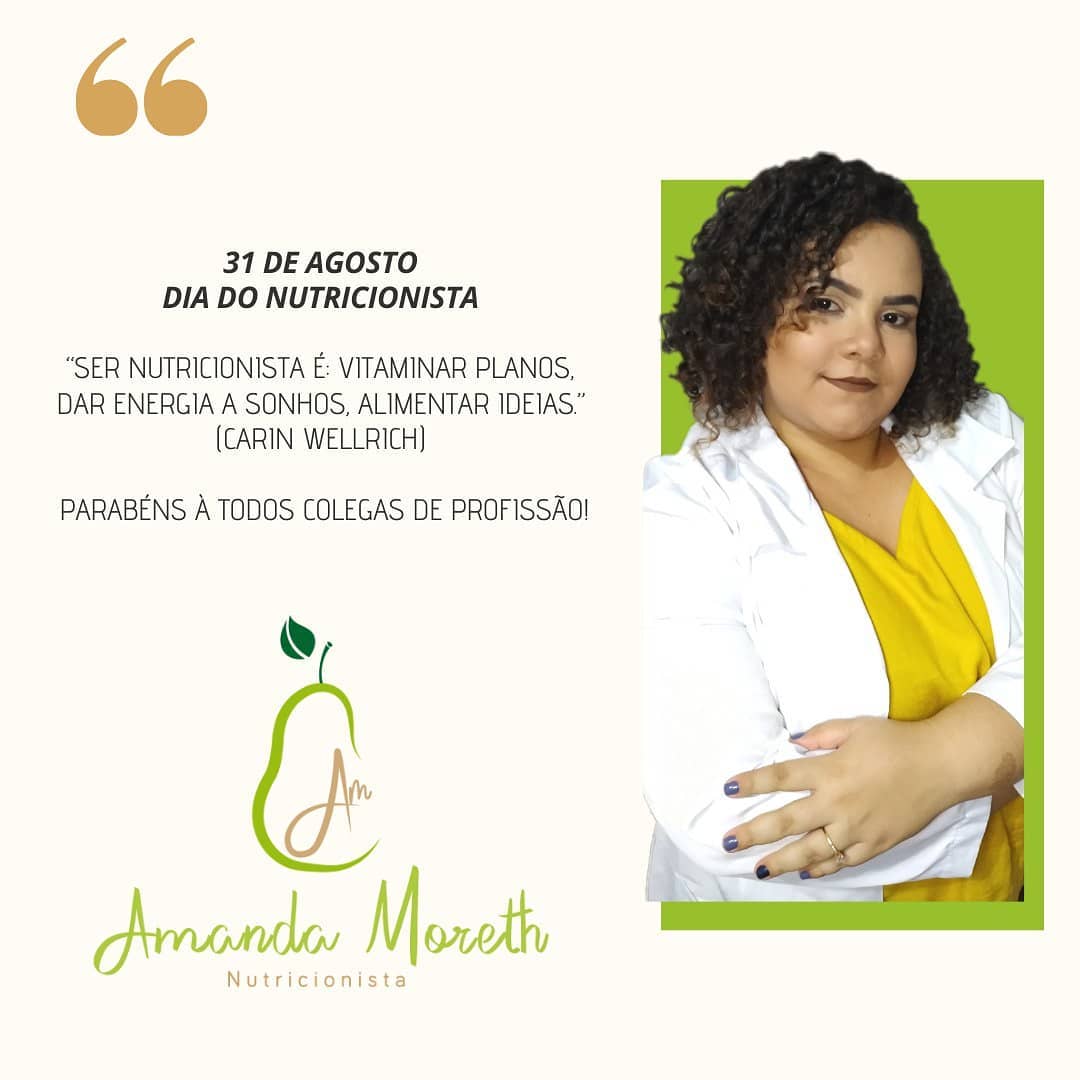 31 DE AGOSTO
DIA DO NUTRICIONISTA
“SER NUTRICIONISTA É: VITAMINAR PLANOS,
DAR ENERGIA A SONHOS, ALIMENTAR IDEIAS.”
(CARIN WELLRICH)
PARABÉNS À TODOS COLEGAS DE PROFISSÃO!
Am
Amanda Moreth
Nutricionista